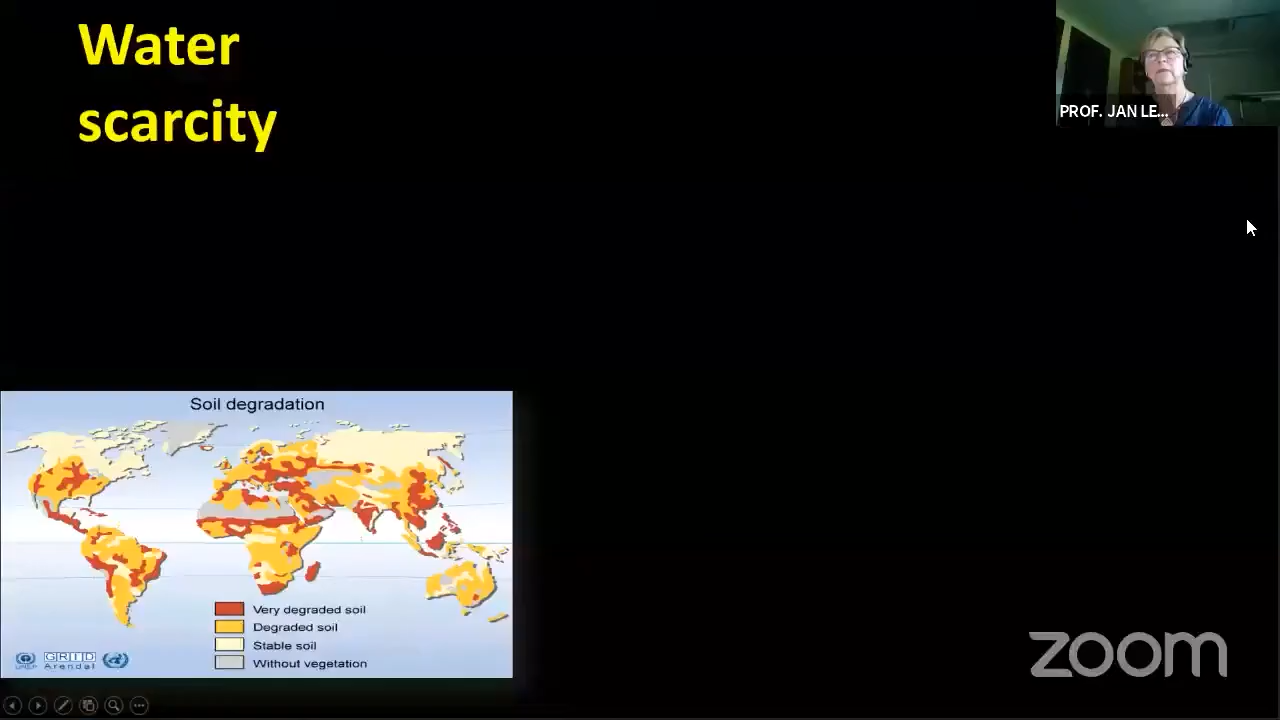 Water
scarcity
PROF. JAN LE...
Soil degradation
Very degraded soil
Degraded soil
Stable soil
Without vegetation
UNEP
GRID
Arendal
zoom